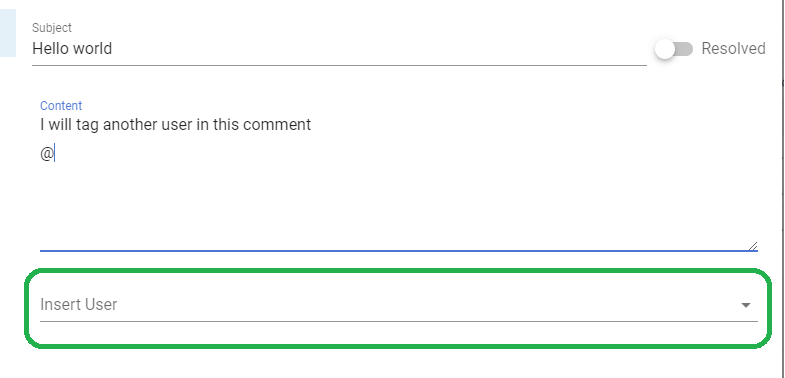 Subject
Hello world
Resolved
Content
I will tag another user in this comment
@
Insert User